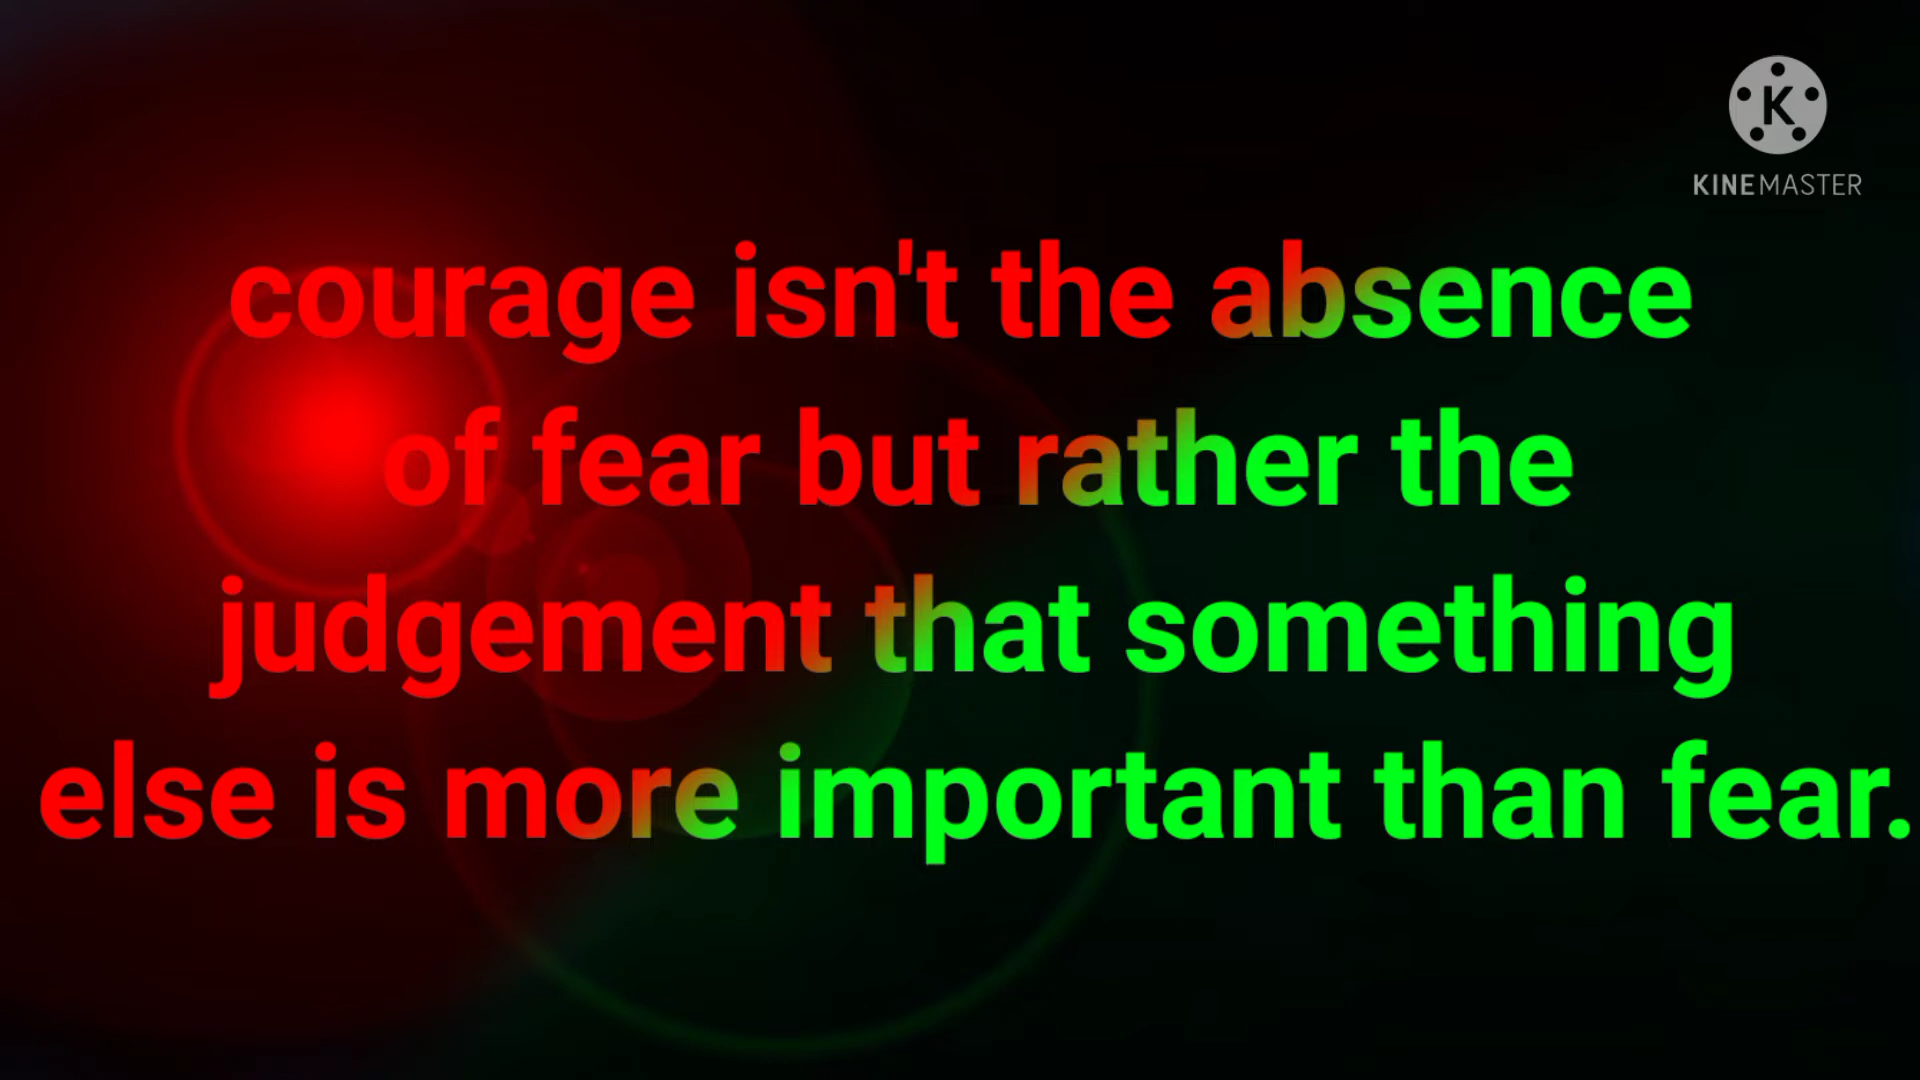 K
KINEMASTER
courage isn't the absence
of fear but rather the
judgement that something
else is more important than fear.